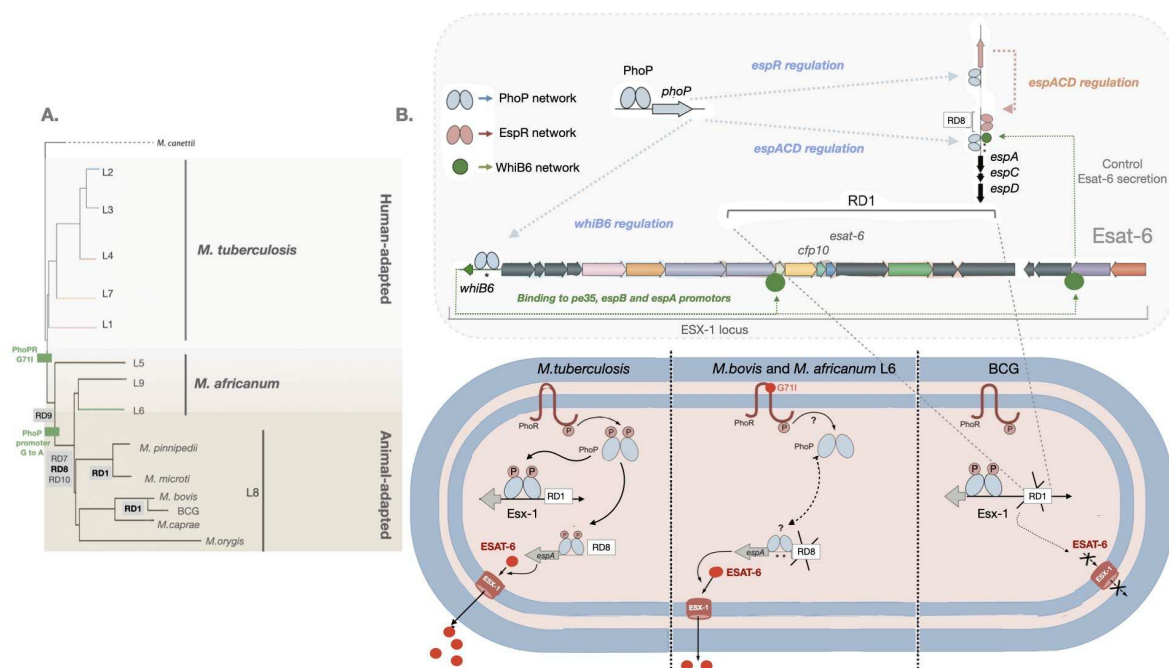 A.
M. canettii
L2
L3
L4
L7
L1
M. tuberculosis
Human-adapted
PhoPR
G71I
L5
L9
L6
M. africanum
RD9
PhoP
promoter
G to A
RD7
RD8
RD10
RD1
M. pinnipedii
M. microti
RD1
M. bovis
BCG
M.caprae
M.orygis
L8
Animal-adapted
B.
PhoP network
EspR network
WhiB6 network
PhoP
phoP
espR regulation
espACD regulation
whiB6 regulation
espACD regulation
RD8
*
espA
espC
espD
Control
Esat-6 secretion
RD1
Esat-6
esat-6
cfp10
*
whiB6
Binding to pe35, espB and espA promotors
ESX-1 locus
M.tuberculosis
PhoR
P
P P
PhoP
P P
RD1
Esx-1
P P
espA
RD8
ESAT-6
ESX-1
M.bovis and M. africanum L6
G71I
PhoR
P
?
PhoP
?
espA
* *
RD8
ESAT-6
ESX-1
BCG
PhoR
P
P P
RD1
Esx-1
ESAT-6
ESX-1